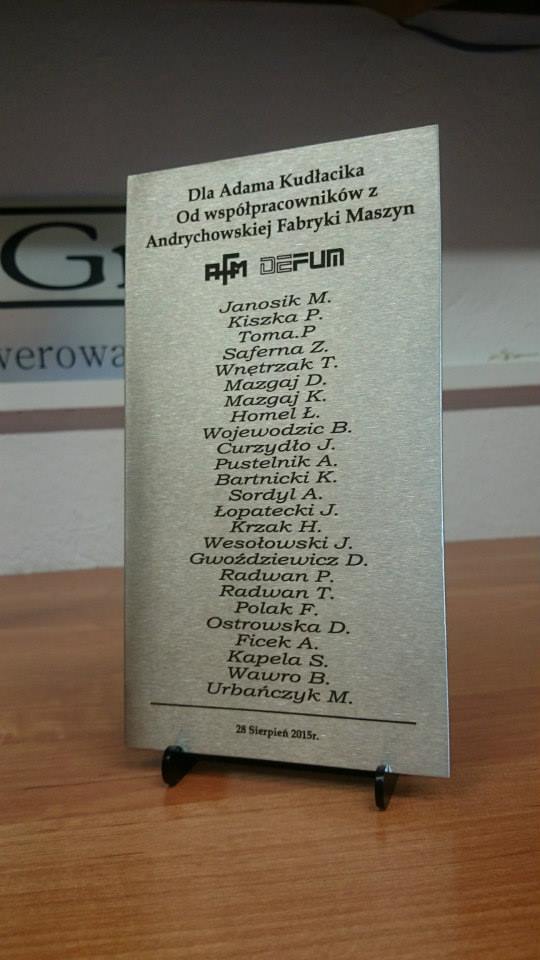 Dla Adama Kudłacika
Od współpracowników z
Andrychowskiej Fabryki Maszyn
AFM DEFUM
Janosik M.
Kiszka P.
Toma.P
Saferna Z.
Wnętrzak T.
Mazgaj D.
Mazgaj K.
Homel Ł.
Wojewodzic B.
Curzydło J.
Pustelnik A.
Bartnicki K.
Sordyl A.
Łopatecki J.
Krzak H.
Wesołowski J.
Gwoździewicz D.
Radwan P.
Radwan T.
Polak F.
Ostrowska D.
Ficek A.
Kapela S.
Wawro B.
Urbańczyk M.
28 Sierpień 2015r.